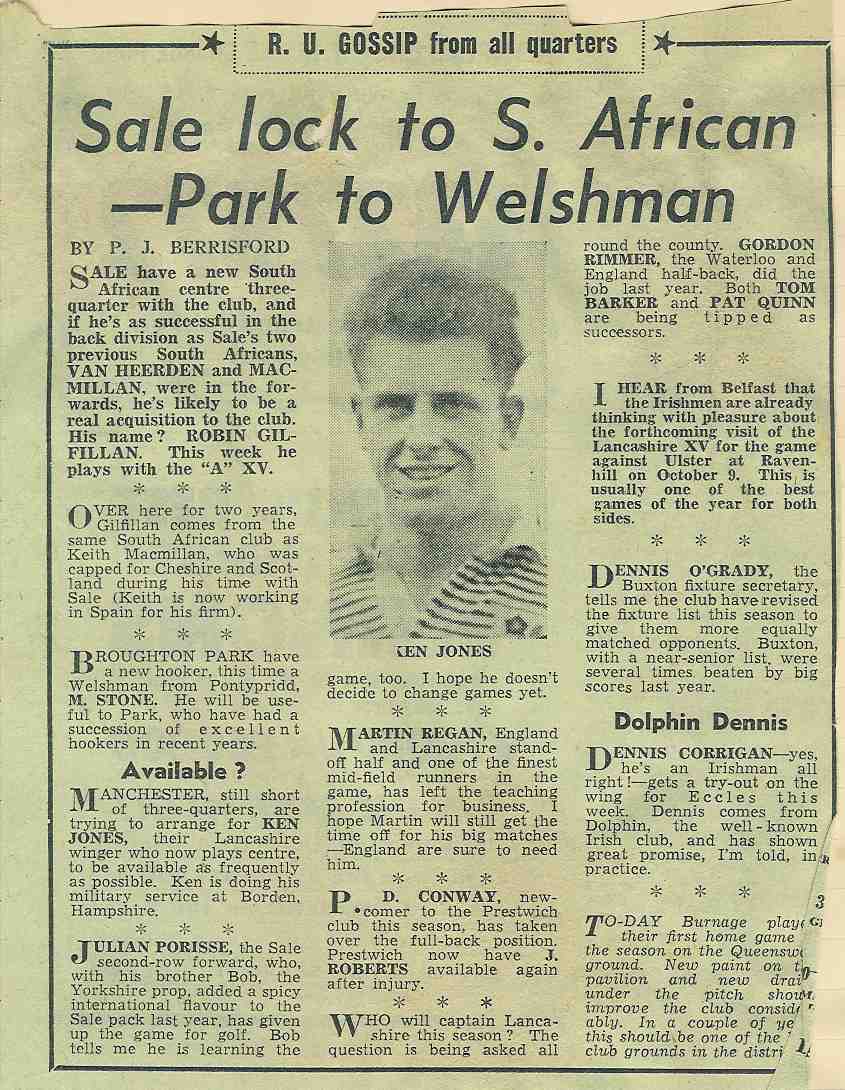 R. U. GOSSIP from all quarters
Sale lock to S. African
—Park to Welshman
BY P. J. BERRISFORD
SALE have a new South
African centre three-
quarter with the club, and
if he's as successful in the
back division as Sale's two
previous South Africans,
VAN HEERDEN and MAC-
MILLAN, were in the for-
wards, he's likely to be a
real acquisition to the club.
His name? ROBIN GIL-
FILLAN. This week he
plays with the "A" XV.
* * *
OVER here for two years,
Gilfillan comes from the
same South African club as
Keith Macmillan, who was
capped for Cheshire and Scot-
land during his time with
Sale (Keith is now working
in Spain for his firm).
* * *
BROUGHTON PARK have
a new hooker, this time a
Welshman from Pontypridd,
M. STONE. He will be use-
ful to Park, who have had a
succession of excellent
hookers in recent years.
Available?
MANCHESTER, still short
of three-quarters, are
trying to arrange for KEN
JONES, their Lancashire
winger who now plays centre,
to be available as frequently
as possible. Ken is doing his
military service at Borden,
Hampshire.
* * *
JULIAN PORISSE, the Sale
second-row forward, who,
with his brother Bob, the
Yorkshire prop, added a spicy
international flavour to the
Sale pack last year, has given
up the game for golf. Bob
tells me he is learning the
KEN JONES
game, too. I hope he doesn't
decide to change games yet.
* * *
MARTIN REGAN, England
and Lancashire stand-
off half and one of the finest
mid-field runners in the
game, has left the teaching
profession for business. I
hope Martin will still get the
time off for his big matches
—England are sure to need
him.
* * *
P. D. CONWAY, new-
comer to the Prestwich
club this season, has taken
over the full-back position.
Prestwich now have J.
ROBERTS available again
after injury.
* * *
WHO will captain Lanca-
shire this season? The
question is being asked all
round the county. GORDON
RIMMER, the Waterloo and
England half-back, did the
job last year. Both TOM
BARKER and PAT QUINN
are being tipped as
successors.
* * *
I HEAR from Belfast that
the Irishmen are already
thinking with pleasure about
the forthcoming visit of the
Lancashire XV for the game
against Ulster at Raven-
hill on October 9. This is
usually one of the best
games of the year for both
sides.
* * *
DENNIS O'GRADY, the
Buxton fixture secretary,
tells me the club have revised
the fixture list this season to
give them more equally
matched opponents. Buxton,
with a near-senior list, were
several times beaten by big
scores last year.
Dolphin Dennis
DENNIS CORRIGAN—yes,
he's an Irishman all
right!—gets a try-out on the
wing for Eccles this
week. Dennis comes from
Dolphin, the well-known
Irish club, and has shown
great promise, I'm told, in
practice.
* * *
TO-DAY Burnage play
their first home game
the season on the Queensw
ground. New paint on
pavilion and new drai
under the pitch shou
improve the club consid
ably. In a couple of ye
this should be one of the
club grounds in the distri